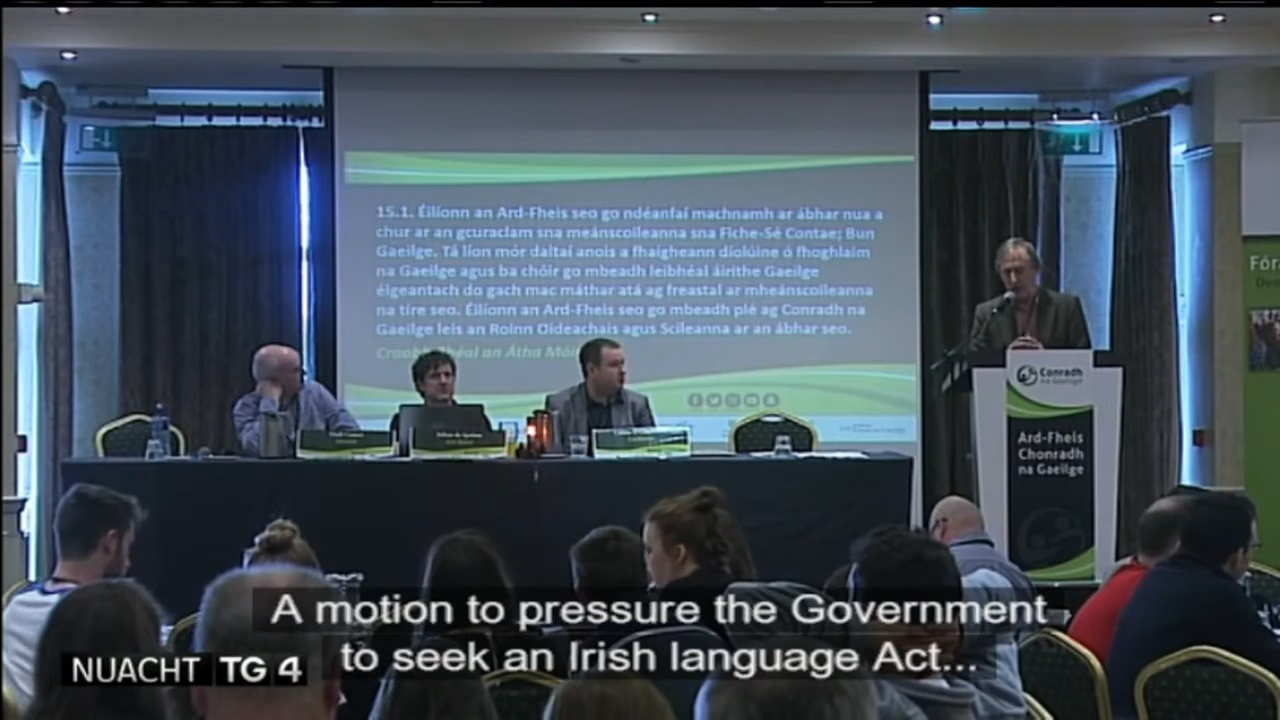 15.1. Éilíonn an Ard-Fheis seo go ndéanfaí machnamh ar ábhar nua a
chur ar an gcuraclam sna meánscoileanna sna Fiche-Sé Contae; Bun
Gaeilge. Tá líon mór daltaí anois a fhaigheann díolúine ó fhoghlaim
na Gaeilge agus ba chóir go mbeadh leibhéal áirithe Gaeilge
éigeantach do gach mac máthar atá ag freastal ar mheánscoileanna
na tíre seo. Éilíonn an Ard-Fheis seo go mbeadh plé ag Conradh na
Gaeilge leis an Roinn Oideachais agus Scileanna ar an ábhar seo.
Craobh Bhéal an Átha
Conradh
na Gaeilge
Ard-Fheis
Chonradh
na Gaeilge
A motion to pressure the Government
to seek an Irish language Act...
NUACHT TG4